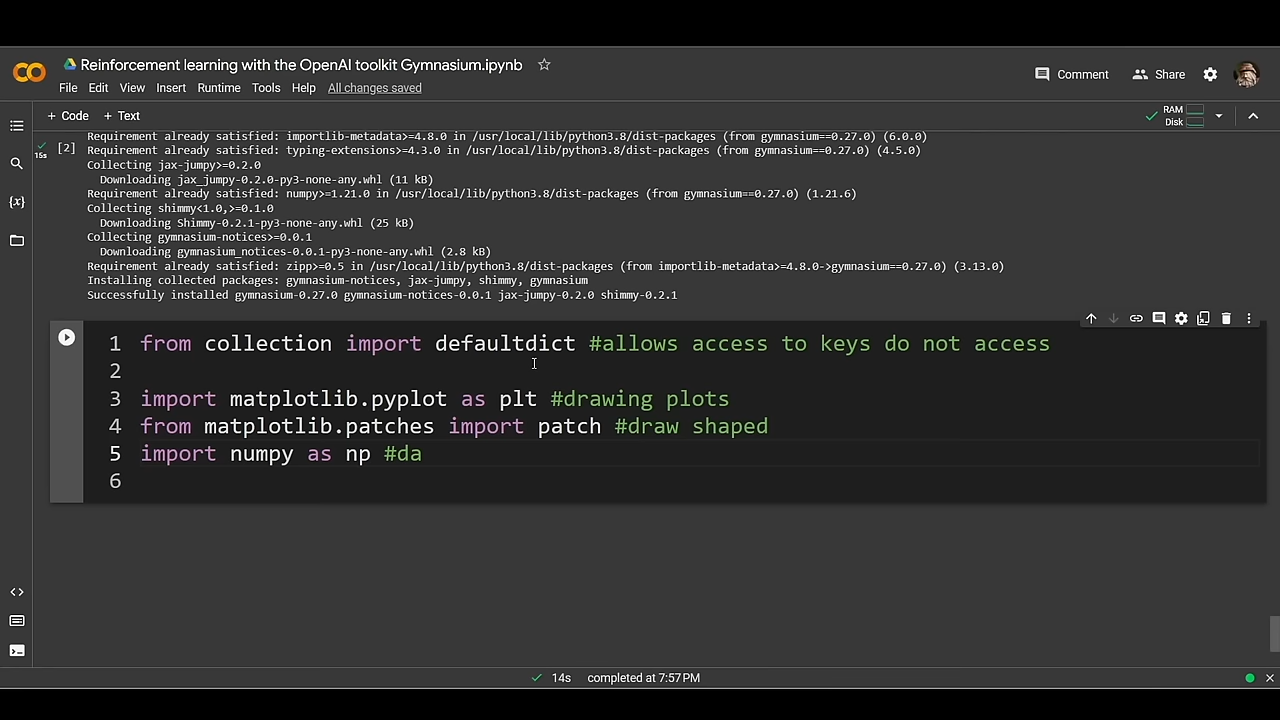 Reinforcement learning with the OpenAI toolkit Gymnasium.ipynb
Comment
Share
File Edit View Insert Runtime Tools Help All changes saved
+ Code + Text
RAM
Disk
15s
[2]
Requirement already satisfied: importlib-metadata>=4.8.0 in /usr/local/lib/python3.8/dist-packages (from gymnasium==0.27.0) (6.0.0)
Requirement already satisfied: typing-extensions>=4.3.0 in /usr/local/lib/python3.8/dist-packages (from gymnasium==0.27.0) (4.5.0)
Collecting jax-jumpy>=0.2.0
Downloading jax_jumpy-0.2.0-py3-none-any.whl (11 kB)
Requirement already satisfied: numpy>=1.21.0 in /usr/local/lib/python3.8/dist-packages (from gymnasium==0.27.0) (1.21.6)
Collecting shimmy<1.0,>=0.1.0
Downloading Shimmy-0.2.1-py3-none-any.whl (25 kB)
Collecting gymnasium-notices>=0.0.1
Downloading gymnasium_notices-0.0.1-py3-none-any.whl (2.8 kB)
Requirement already satisfied: zipp>=0.5 in /usr/local/lib/python3.8/dist-packages (from importlib-metadata>=4.8.0->gymnasium==0.27.0) (3.13.0)
Installing collected packages: gymnasium-notices, jax-jumpy, shimmy, gymnasium
Successfully installed gymnasium-0.27.0 gymnasium-notices-0.0.1 jax-jumpy-0.2.0 shimmy-0.2.1
1 from collection import defaultdict #allows access to keys do not access
2
3 import matplotlib.pyplot as plt #drawing plots
4 from matplotlib.patches import patch #draw shaped
5 import numpy as np #da
6
14s completed at 7:57 PM